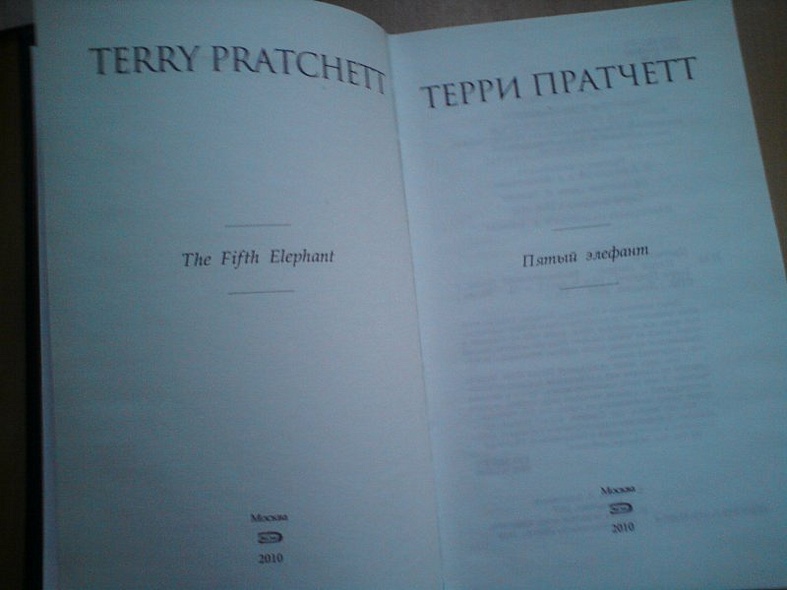 TERRY PRATCHETT
The Fifth Elephant
Москва
2010
ТЕРРИ ПРАТЧЕТТ
Пятый элефант
Москва
2010